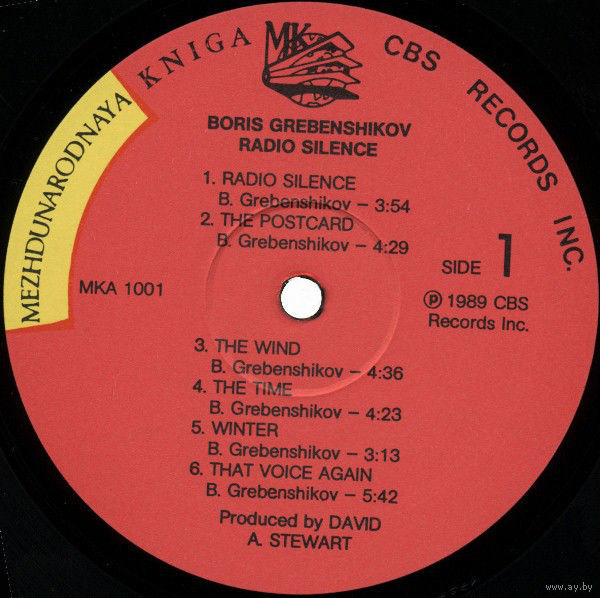 MEZHDUNARODNAYA KNIGA
MK
CBS RECORDS INC.
BORIS GREBENSHIKOV
RADIO SILENCE
1. RADIO SILENCE
B. Grebenshikov – 3:54
2. THE POSTCARD
B. Grebenshikov – 4:29
SIDE 1
MKA 1001
℗ 1989 CBS
Records Inc.
3. THE WIND
B. Grebenshikov – 4:36
4. THE TIME
B. Grebenshikov – 4:23
5. WINTER
B. Grebenshikov – 3:13
6. THAT VOICE AGAIN
B. Grebenshikov – 5:42
Produced by DAVID
A. STEWART
www.ay.by